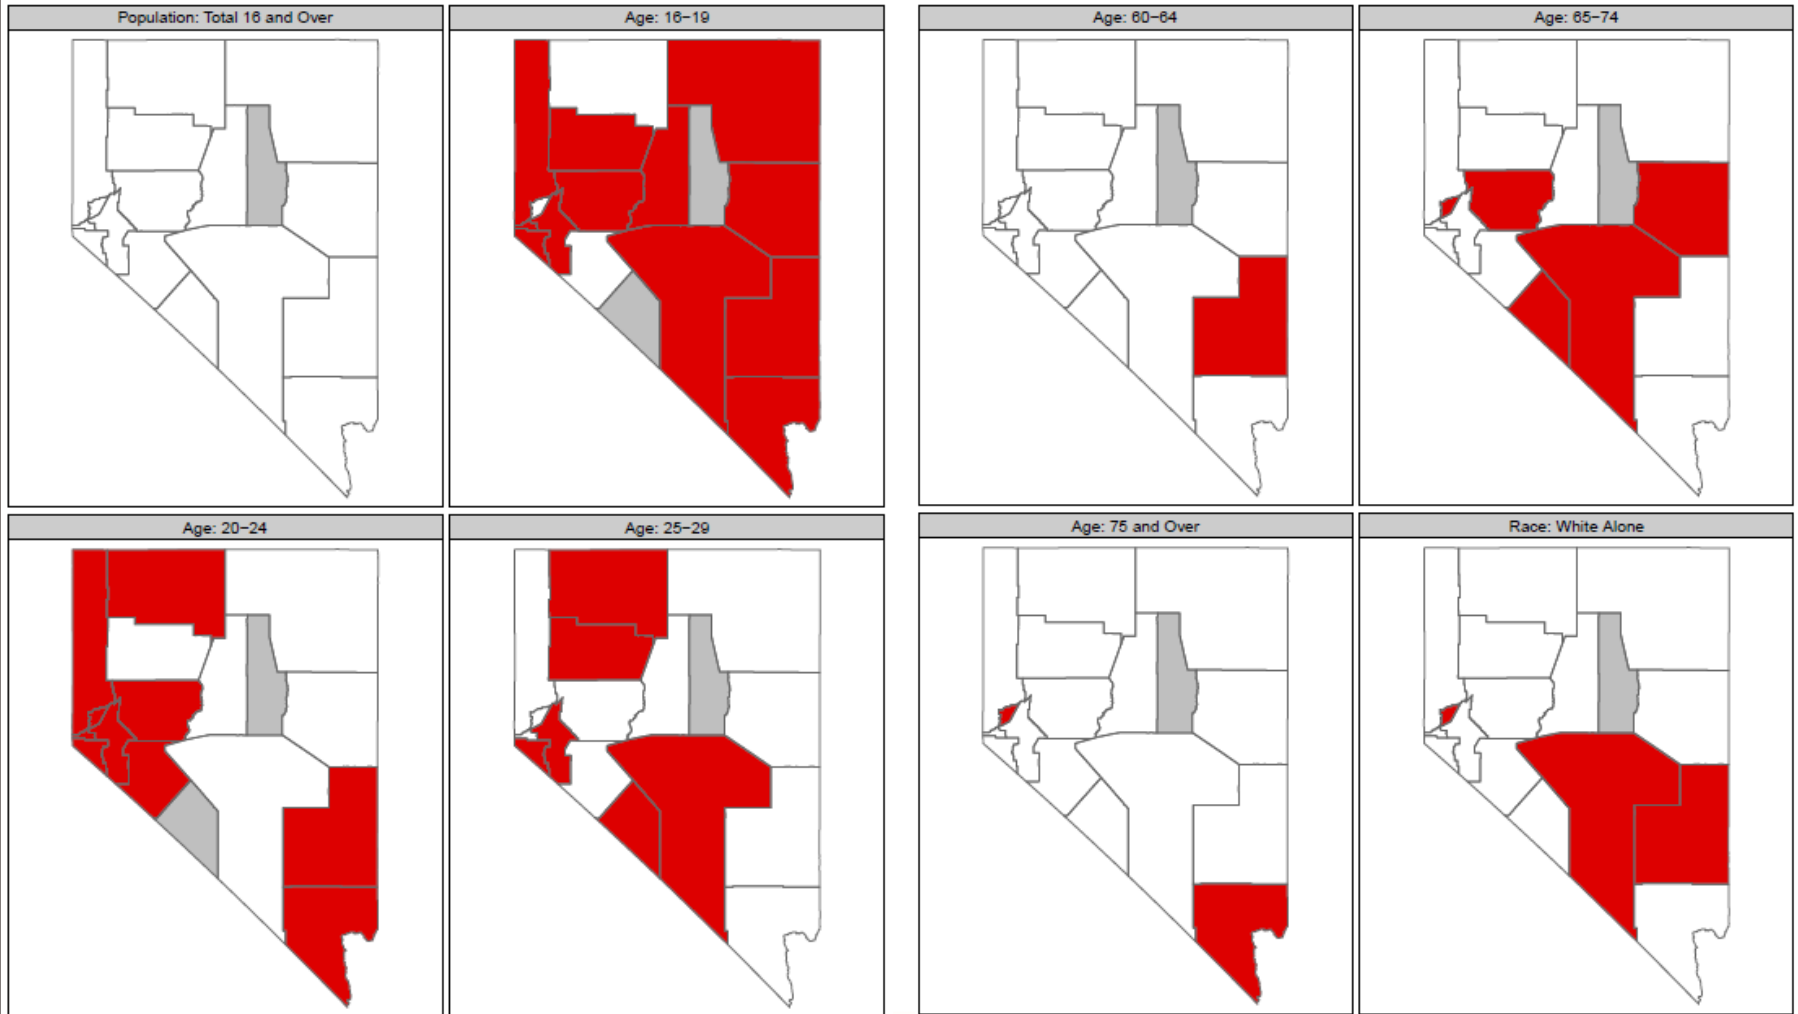 Population: Total 16 and Over
Age: 16−19
Age: 60−64
Age: 65−74
Age: 20−24
Age: 25−29
Age: 75 and Over
Race: White Alone